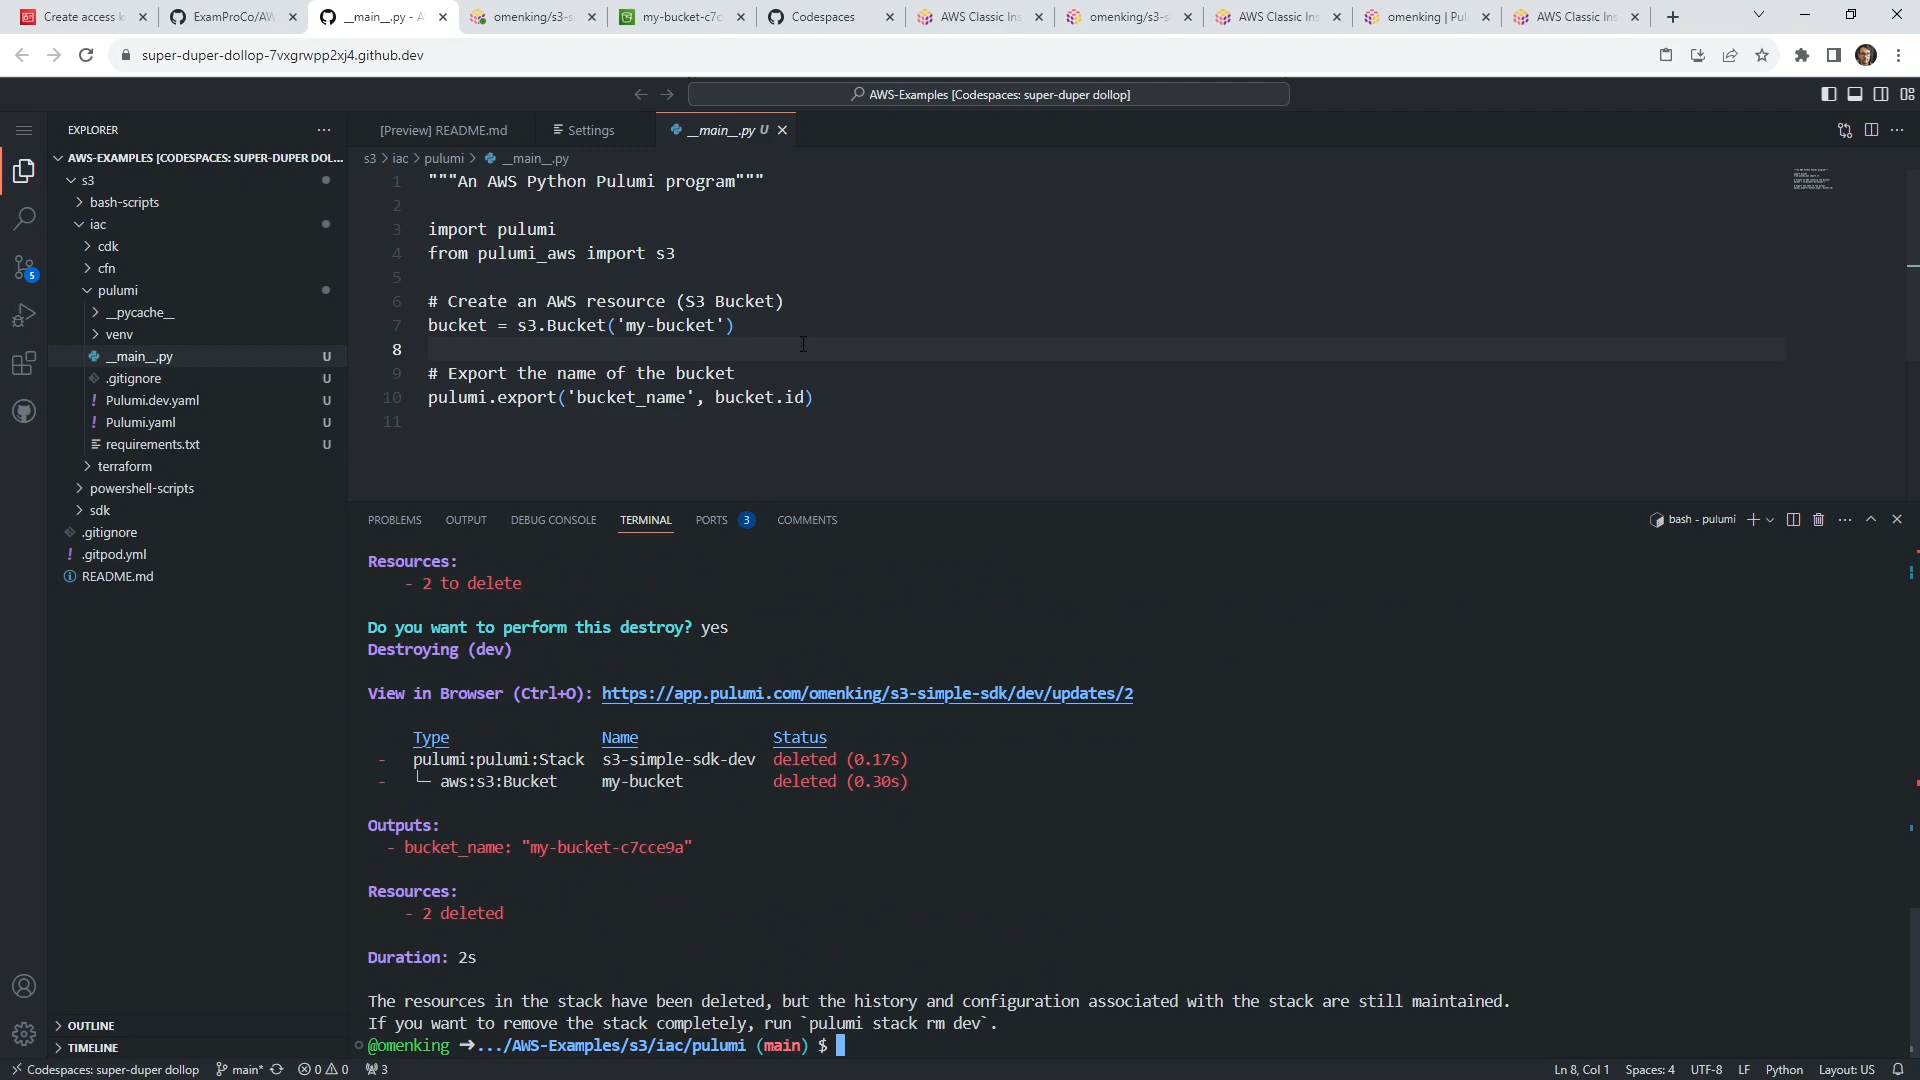 Create access k
ExamProCo/AW
__main__.py - A
omenking/s3-s
my-bucket-c7c
Codespaces
AWS Classic Ins
omenking/s3-s
AWS Classic Ins
omenking | Pul
AWS Classic Ins
super-duper-dollop-7vxgrwpp2xj4.github.dev
AWS-Examples [Codespaces: super-duper dollop]
EXPLORER
[Preview] README.md
Settings
__main__.py U
AWS-EXAMPLES [CODESPACES: SUPER-DUPER DOL...
s3 > iac > pulumi > __main__.py
s3
bash-scripts
iac
cdk
cfn
pulumi
__pycache__
venv
__main__.py U
.gitignore U
Pulumi.dev.yaml U
Pulumi.yaml U
requirements.txt U
terraform
powershell-scripts
sdk
.gitignore
.gitpod.yml
README.md
OUTLINE
TIMELINE
5
1 """An AWS Python Pulumi program"""
2
3 import pulumi
4 from pulumi_aws import s3
5
6 # Create an AWS resource (S3 Bucket)
7 bucket = s3.Bucket('my-bucket')
8
9 # Export the name of the bucket
10 pulumi.export('bucket_name', bucket.id)
11
PROBLEMS OUTPUT DEBUG CONSOLE TERMINAL PORTS 3 COMMENTS
bash - pulumi
Resources:
- 2 to delete
Do you want to perform this destroy? yes
Destroying (dev)
View in Browser (Ctrl+O): https://app.pulumi.com/omenking/s3-simple-sdk/dev/updates/2
Type Name Status
- pulumi:pulumi:Stack s3-simple-sdk-dev deleted (0.17s)
- └─ aws:s3:Bucket my-bucket deleted (0.30s)
Outputs:
- bucket_name: "my-bucket-c7cce9a"
Resources:
- 2 deleted
Duration: 2s
The resources in the stack have been deleted, but the history and configuration associated with the stack are still maintained.
If you want to remove the stack completely, run `pulumi stack rm dev`.
@omenking ➜.../AWS-Examples/s3/iac/pulumi (main) $
Codespaces: super-duper dollop main* 0 0 3
Ln 8, Col 1 Spaces: 4 UTF-8 LF Python Layout: US